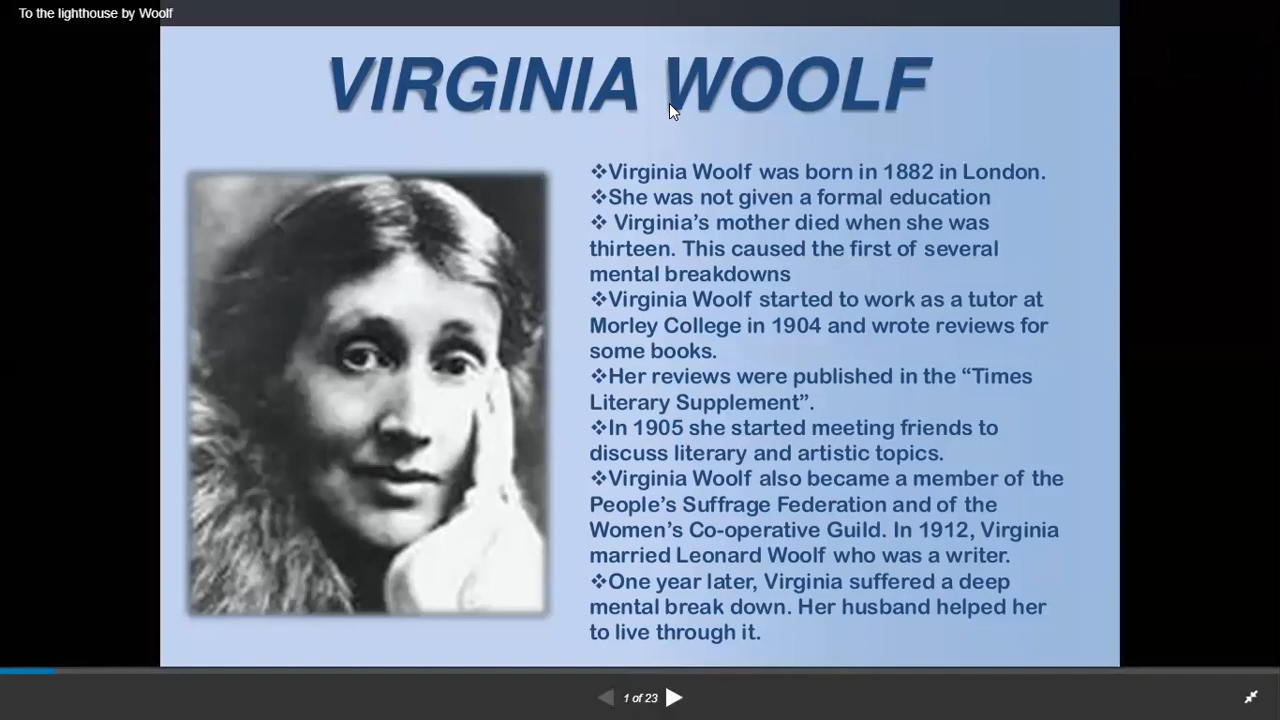 To the lighthouse by Woolf
VIRGINIA WOOLF
❖Virginia Woolf was born in 1882 in London.
❖She was not given a formal education
❖ Virginia’s mother died when she was
thirteen. This caused the first of several
mental breakdowns
❖Virginia Woolf started to work as a tutor at
Morley College in 1904 and wrote reviews for
some books.
❖Her reviews were published in the “Times
Literary Supplement”.
❖In 1905 she started meeting friends to
discuss literary and artistic topics.
❖Virginia Woolf also became a member of the
People’s Suffrage Federation and of the
Women’s Co-operative Guild. In 1912, Virginia
married Leonard Woolf who was a writer.
❖One year later, Virginia suffered a deep
mental break down. Her husband helped her
to live through it.
1 of 23